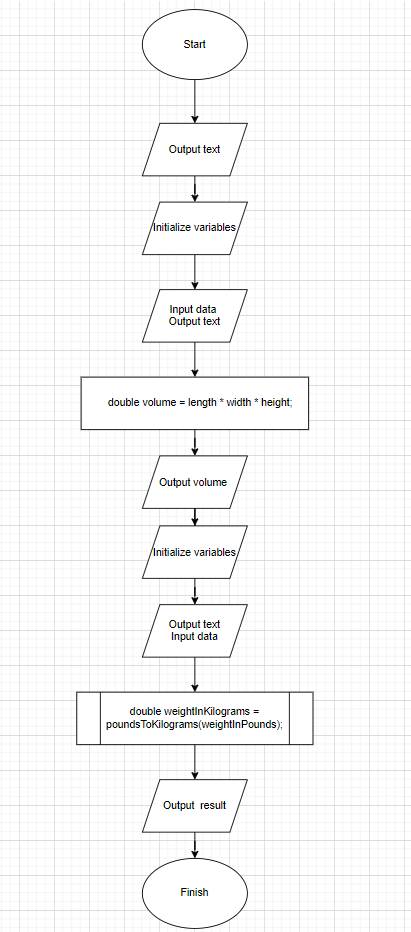 Start
Output text
Initialize variables
Input data
Output text
double volume = length * width * height;
Output volume
Initialize variables
Output text
Input data
double weightInKilograms =
poundsToKilograms(weightInPounds);
Output result
Finish